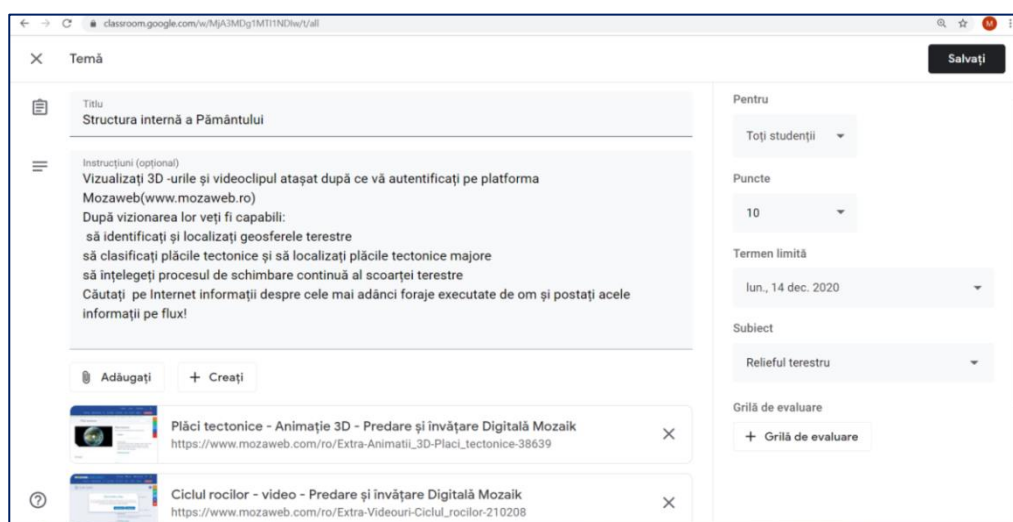 classroom.google.com/w/MjA3MDg1MTI1NDIw/t/all
M
Temă
Salvați
Titlu
Structura internă a Pământului
Instrucțiuni (opțional)
Vizualizați 3D -urile și videoclipul atașat după ce vă autentificați pe platforma
Mozaweb(www.mozaweb.ro)
După vizionarea lor veți fi capabili:
să identificați și localizați geosferele terestre
să clasificați plăcile tectonice și să localizați plăcile tectonice majore
să înțelegeți procesul de schimbare continuă al scoarței terestre
Căutați pe Internet informații despre cele mai adânci foraje executate de om și postați acele
informații pe flux!
Adăugați
+ Creați
Plăci tectonice - Animație 3D - Predare și învățare Digitală Mozaik
https://www.mozaweb.com/ro/Extra-Animatii_3D-Placi_tectonice-38639
Ciclul rocilor - video - Predare și învățare Digitală Mozaik
https://www.mozaweb.com/ro/Extra-Videouri-Ciclul_rocilor-210208
Pentru
Toți studenții
Puncte
10
Termen limită
lun., 14 dec. 2020
Subiect
Relieful terestru
Grilă de evaluare
+ Grilă de evaluare